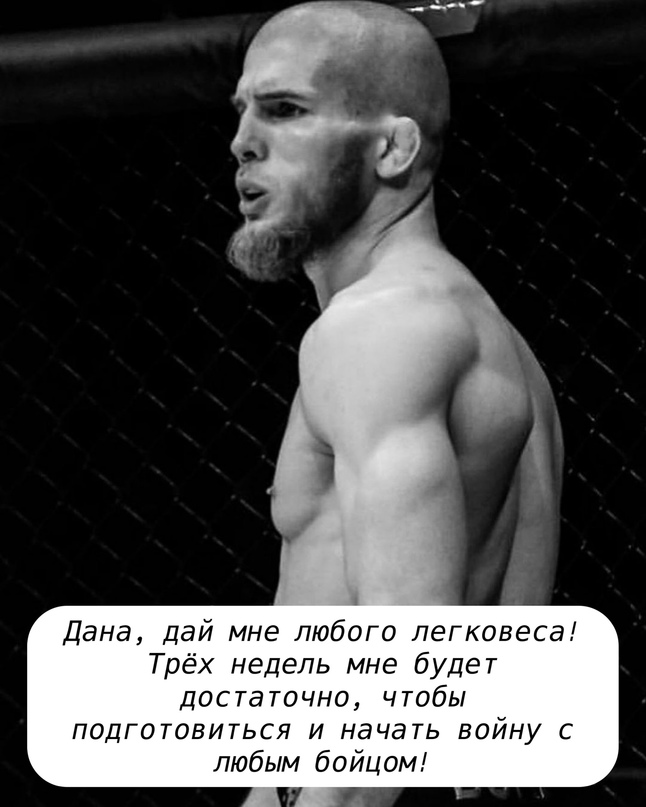 Дана, дай мне любого легковеса!
Трёх недель мне будет
достаточно, чтобы
подготовиться и начать войну с
любым бойцом!